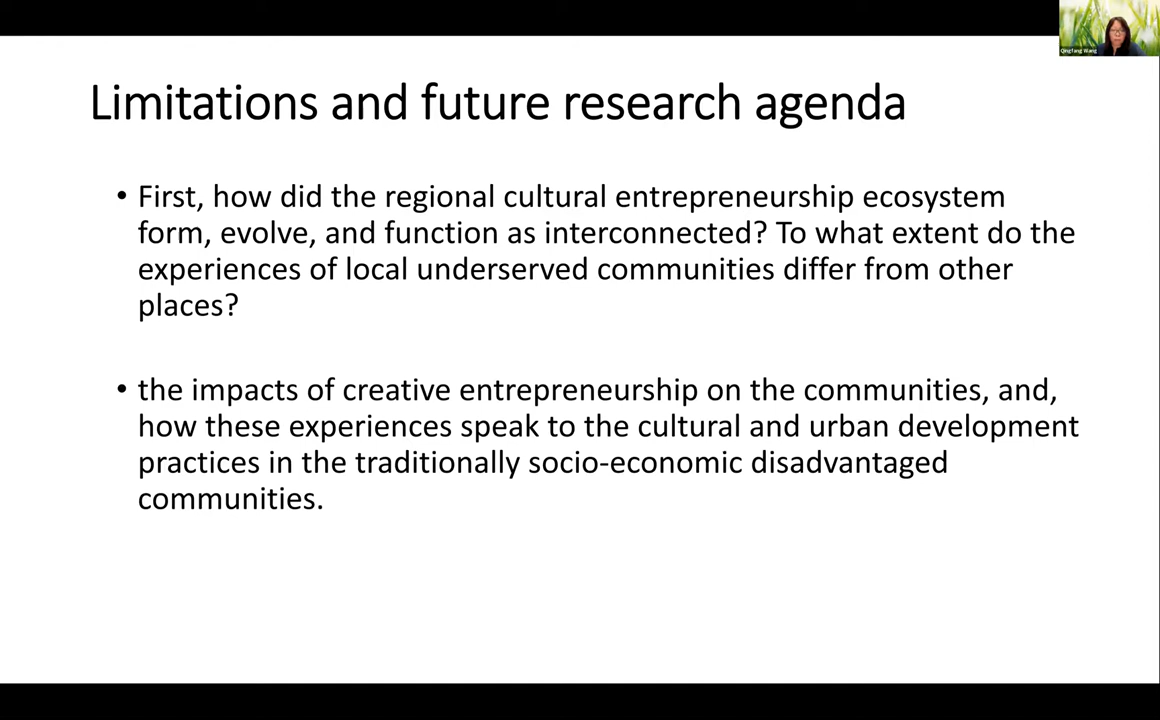 Qingfang Wang
Limitations and future research agenda
• First, how did the regional cultural entrepreneurship ecosystem
form, evolve, and function as interconnected? To what extent do the
experiences of local underserved communities differ from other
places?
• the impacts of creative entrepreneurship on the communities, and,
how these experiences speak to the cultural and urban development
practices in the traditionally socio-economic disadvantaged
communities.